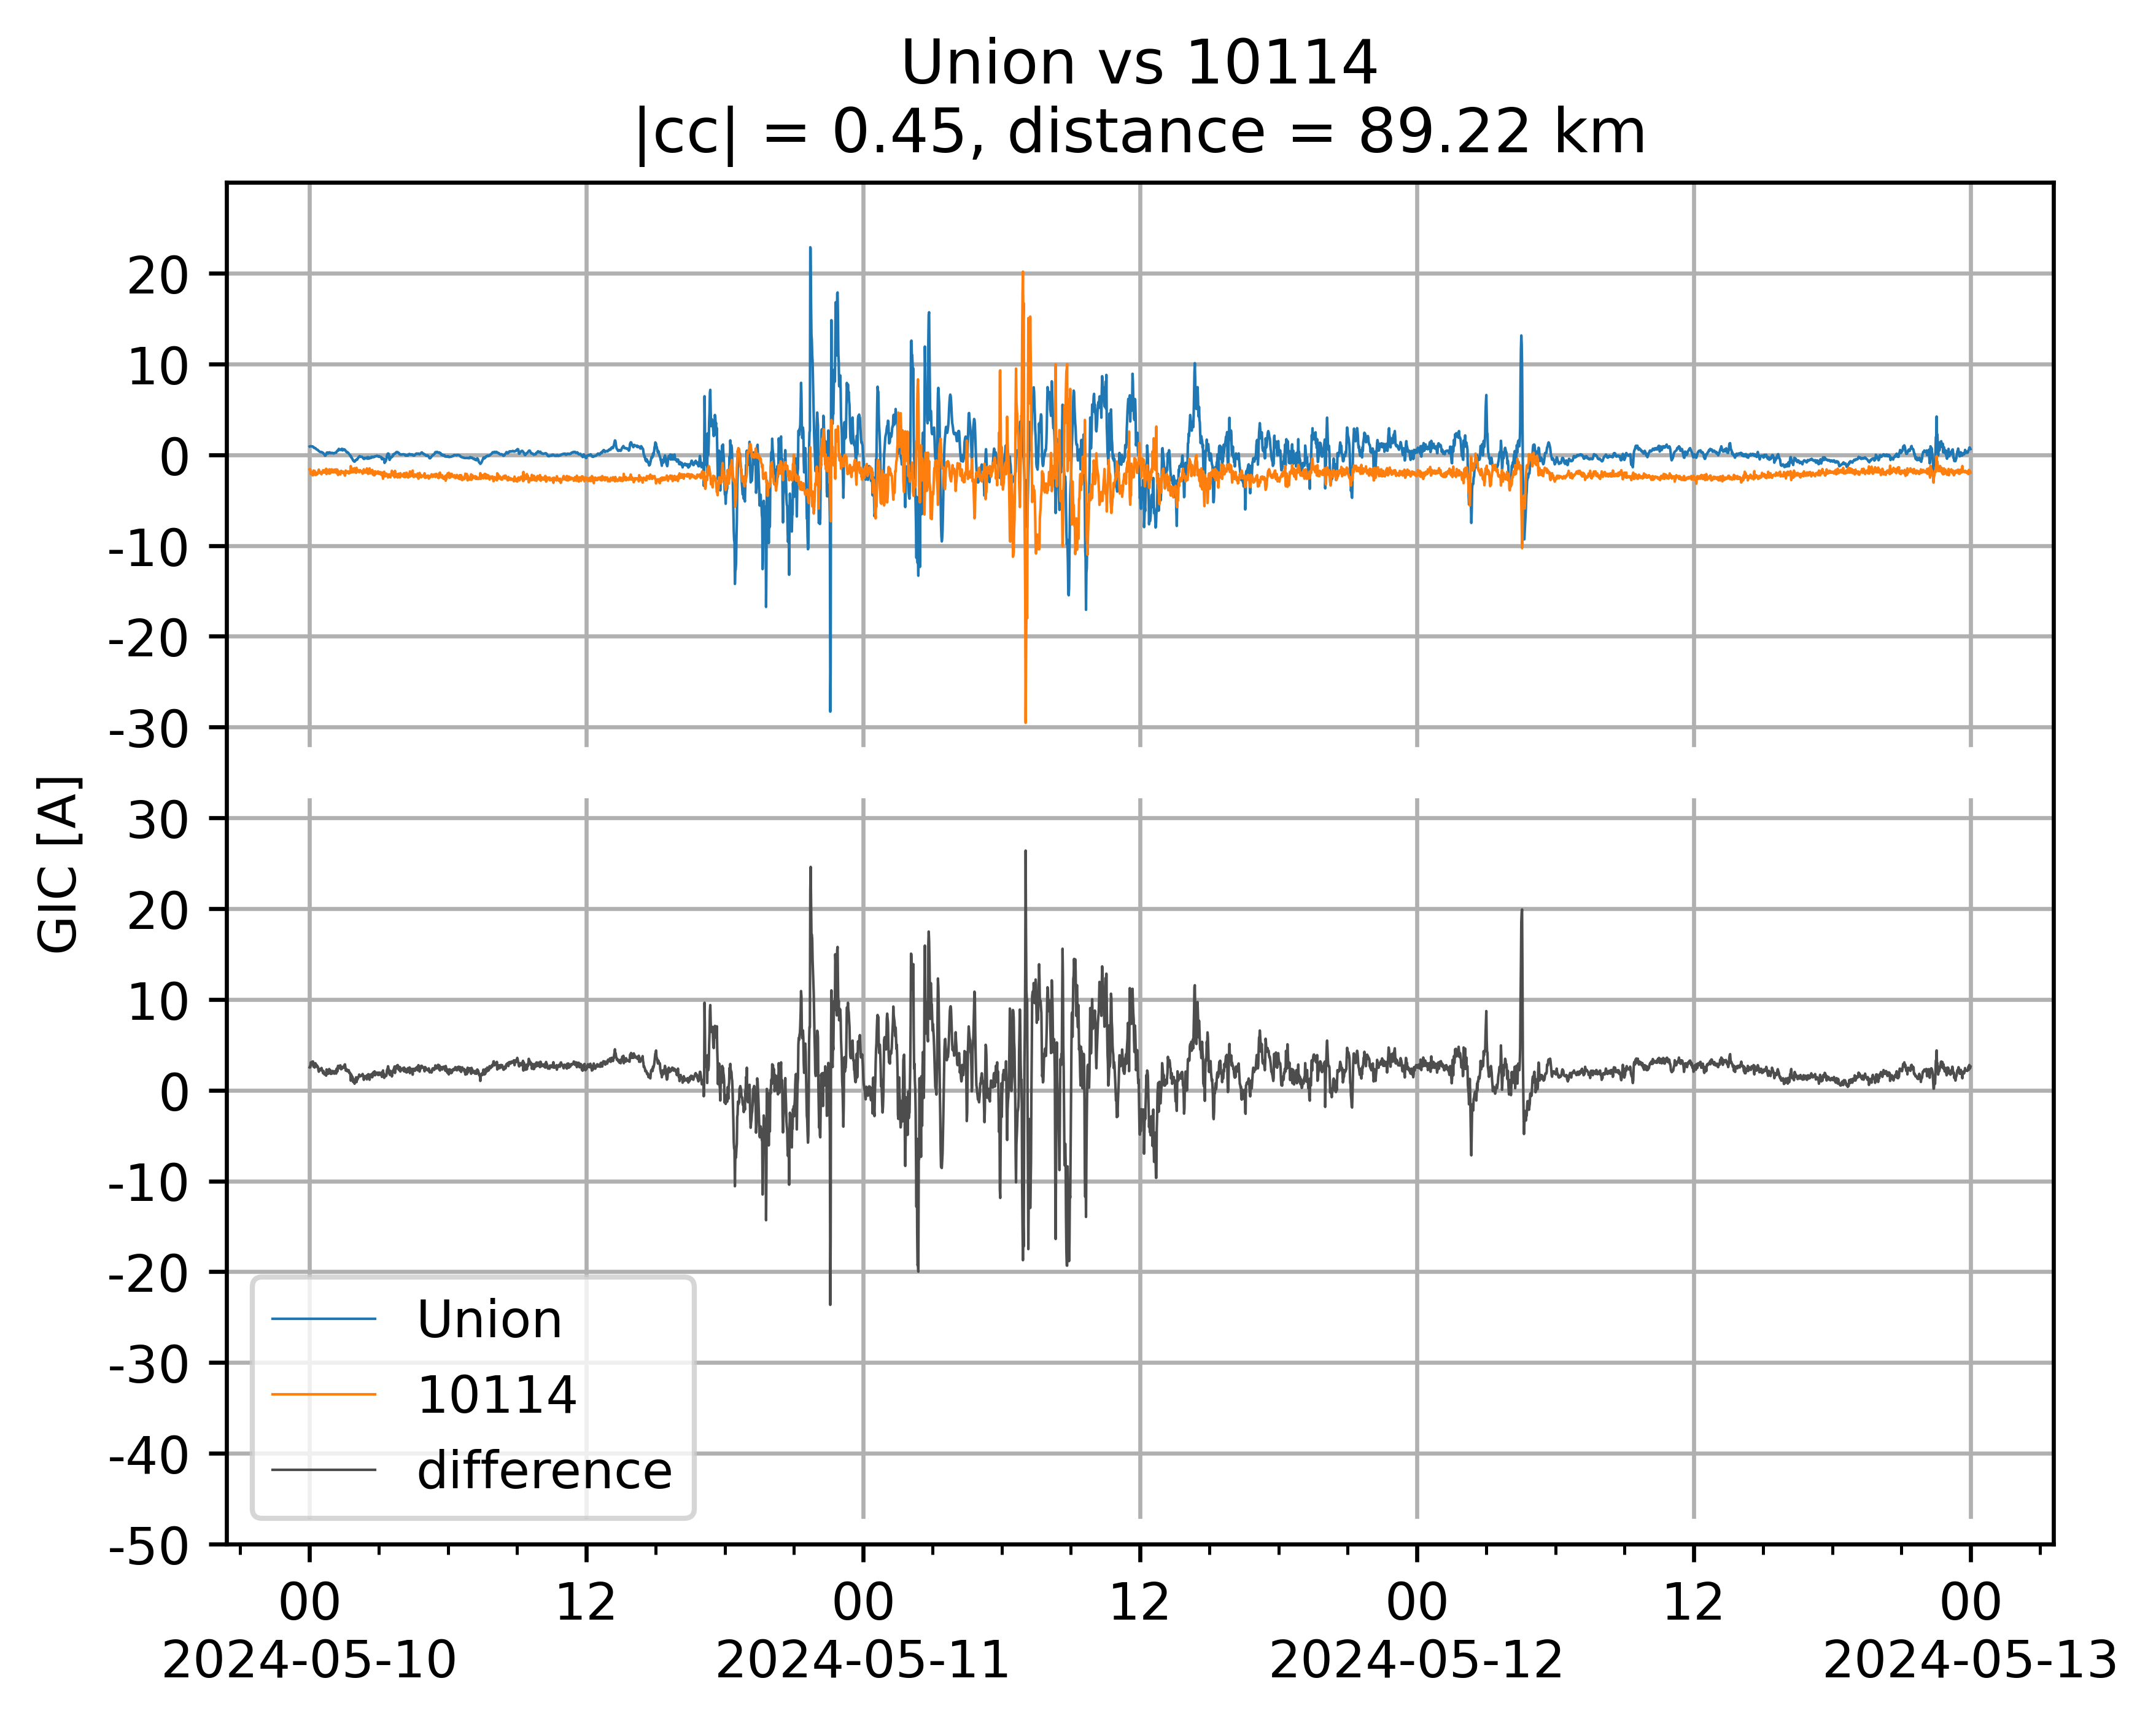 Union vs 10114
|cc| = 0.45, distance = 89.22 km
GIC [A]
20
10
0
-10
-20
-30
30
20
10
0
-10
-20
-30
-40
-50
Union
10114
difference
00 12 00 12 00 12 00
2024-05-10 2024-05-11 2024-05-12 2024-05-13